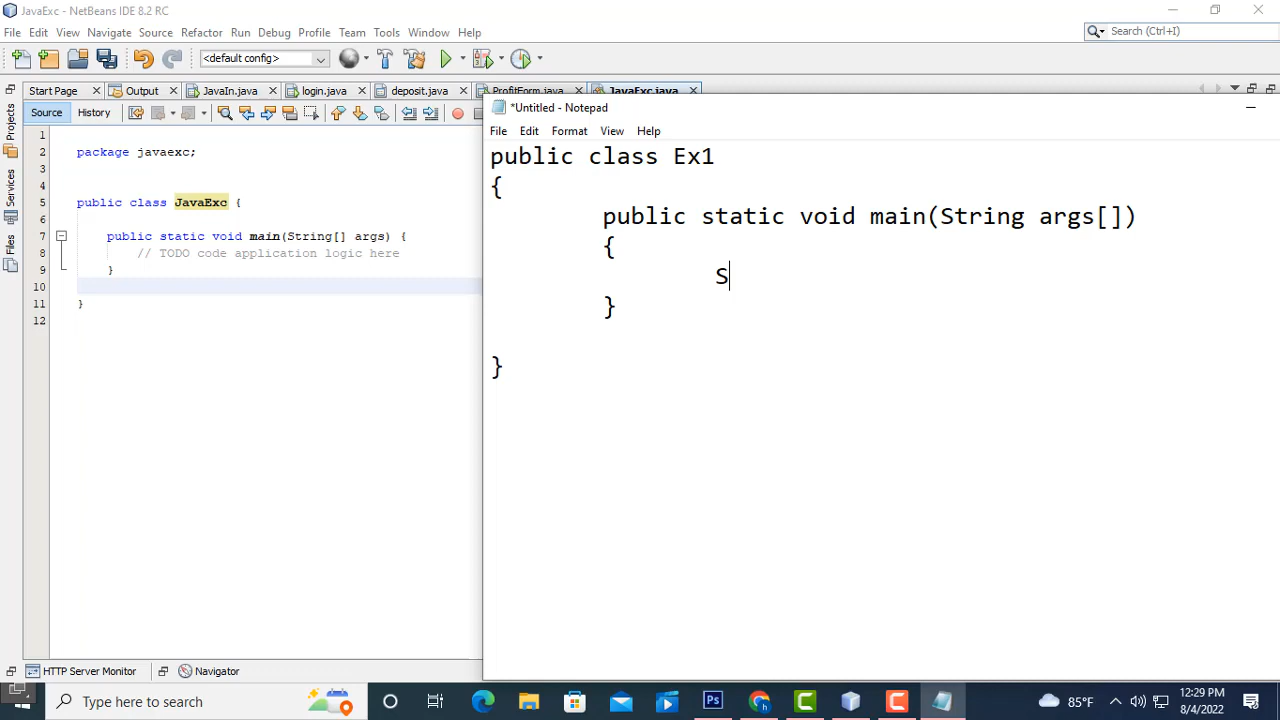 JavaExc - NetBeans IDE 8.2 RC
File Edit View Navigate Source Refactor Run Debug Profile Team Tools Window Help
Search (Ctrl+I)
<default config>
Start Page Output JavaIn.java login.java deposit.java ProfitForm.java JavaExc.java
Source History
Projects
Services
Files
1
2 package javaexc;
3
4
5 public class JavaExc {
6
7 public static void main(String[] args) {
8 // TODO code application logic here
9 }
10
11 }
12
*Untitled - Notepad
File Edit Format View Help
public class Ex1
{
public static void main(String args[])
{
S
}
}
HTTP Server Monitor Navigator
Type here to search
Ps
85°F
12:29 PM
8/4/2022